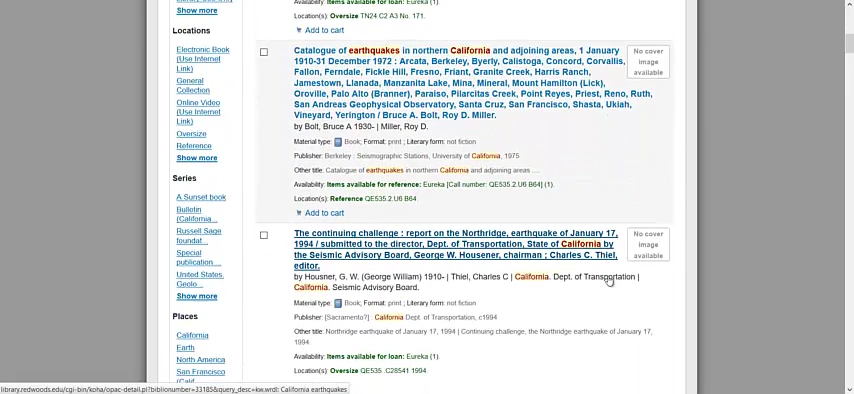 Availability: Items available for loan: Eureka (1).
Show more
Location(s): Oversize TN24 C2 A3 No. 171.
Add to cart
Locations
Electronic Book
(Use Internet
Link)
General
Collection
Online Video
(Use Internet
Link)
Oversize
Reference
Show more
Series
A Sunset book
Bulletin
(California...
Russell Sage
foundat...
Special
publication ...
United States.
Geolo...
Show more
Places
California
Earth
North America
San Francisco
(Calif.
Catalogue of earthquakes in northern California and adjoining areas, 1 January
1910-31 December 1972 : Arcata, Berkeley, Byerly, Calistoga, Concord, Corvallis,
Fallon, Ferndale, Fickle Hill, Fresno, Friant, Granite Creek, Harris Ranch,
Jamestown, Llanada, Manzanita Lake, Mina, Mineral, Mount Hamilton (Lick),
Oroville, Palo Alto (Branner), Paraiso, Pilarcitas Creek, Point Reyes, Priest, Reno, Ruth,
San Andreas Geophysical Observatory, Santa Cruz, San Francisco, Shasta, Ukiah,
Vineyard, Yerington / Bruce A. Bolt, Roy D. Miller.
by Bolt, Bruce A 1930- | Miller, Roy D.
Material type: Book; Format: print ; Literary form: not fiction
Publisher: Berkeley : Seismographic Stations, University of California, 1975
Other title: Catalogue of earthquakes in northern California and adjoining areas ....
Availability: Items available for reference: Eureka [Call number: QE535.2.U6 B64] (1).
Location(s): Reference QE535.2.U6 B64.
Add to cart
No cover
image
available
The continuing challenge : report on the Northridge, earthquake of January 17,
1994 / submitted to the director, Dept. of Transportation, State of California by
the Seismic Advisory Board, George W. Housener, chairman ; Charles C. Thiel,
editor.
by Housner, G. W. (George William) 1910- | Thiel, Charles C | California. Dept. of Transportation |
California. Seismic Advisory Board.
Material type: Book; Format: print ; Literary form: not fiction
Publisher: [Sacramento?] : California Dept. of Transportation, c1994
Other title: Northridge earthquake of January 17, 1994 | Continuing challenge, the Northridge earthquake of January 17,
1994.
Availability: Items available for loan: Eureka (1).
Location(s): Oversize QE535 .C28541 1994.
No cover
image
available
library.redwoods.edu/cgi-bin/koha/opac-detail.pl?biblionumber=33185&query_desc=kw,wrdl: California earthquakes